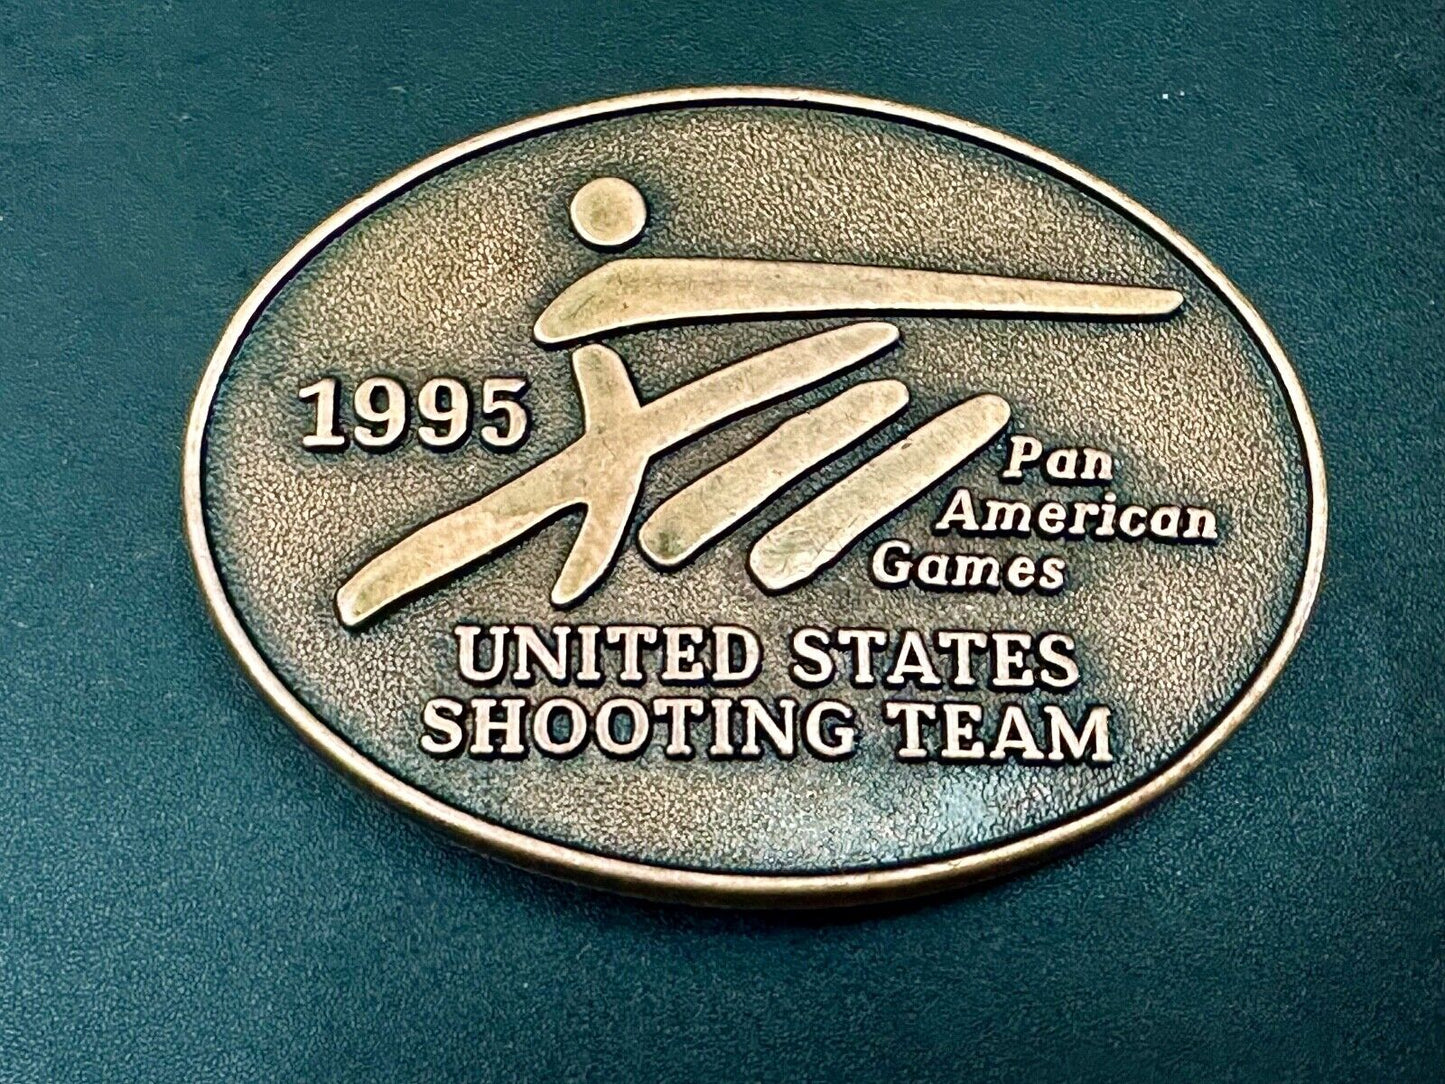 1995
Pan
American
Games
UNITED STATES
SHOOTING TEAM